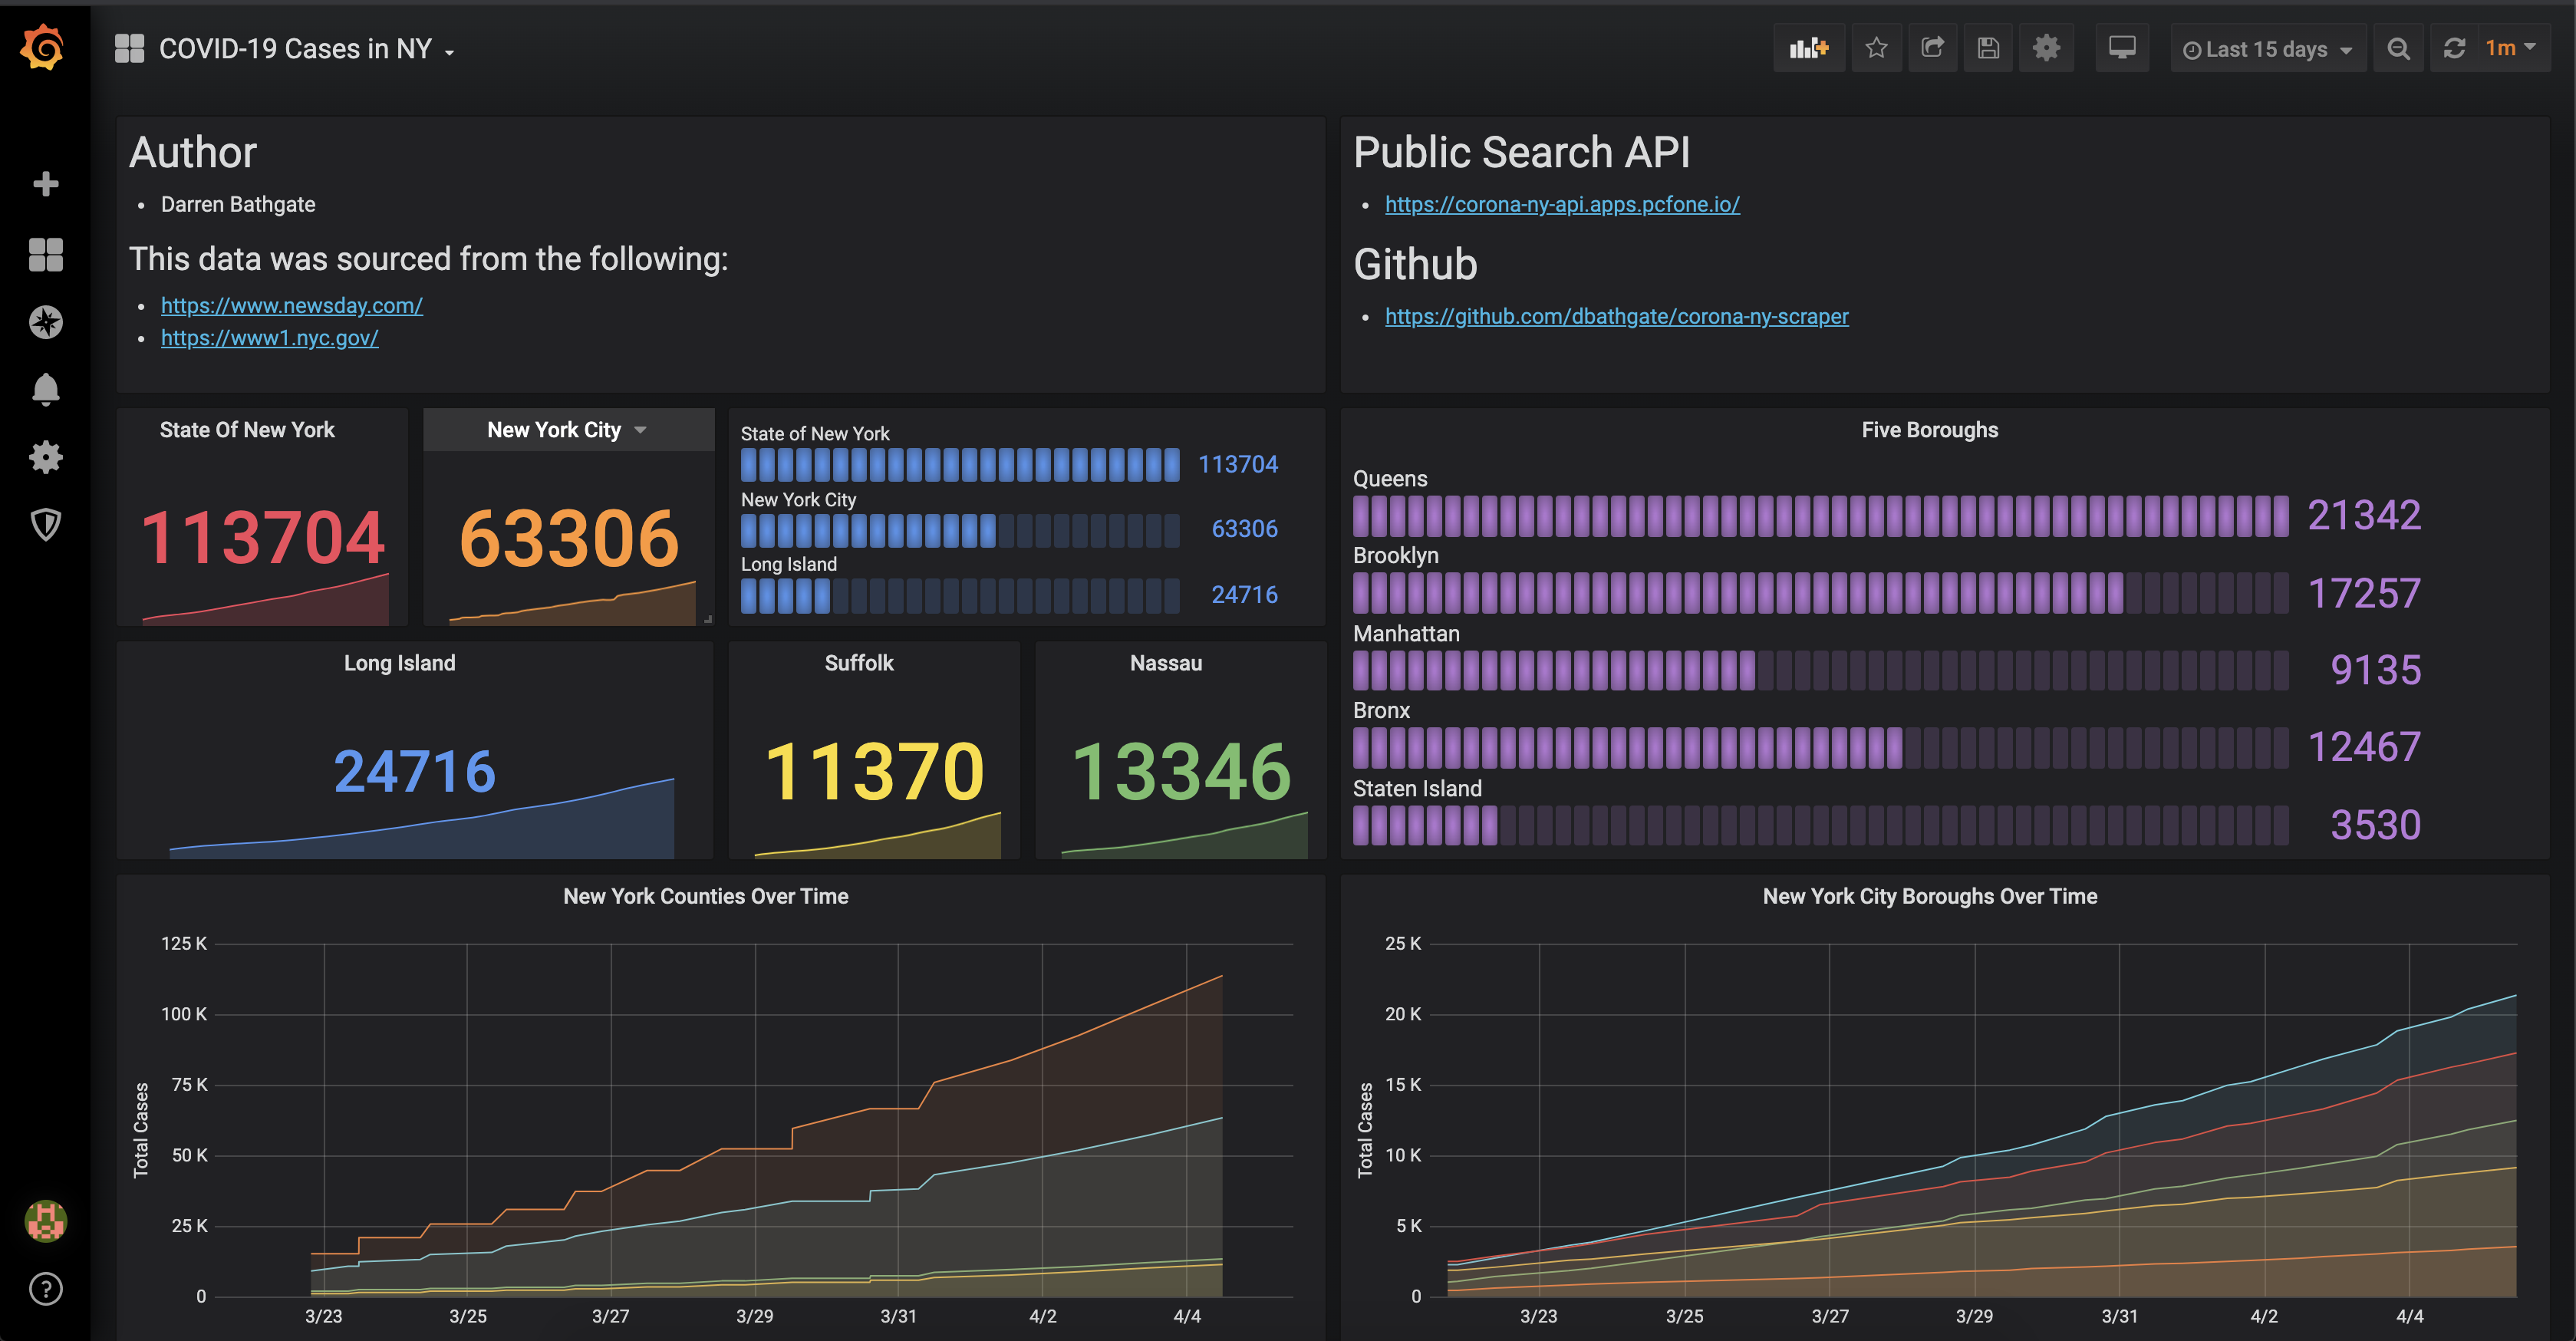 COVID-19 Cases in NY
Last 15 days
1m
Author
Darren Bathgate
This data was sourced from the following:
https://www.newsday.com/
https://www1.nyc.gov/
Public Search API
https://corona-ny-api.apps.pcfone.io/
Github
https://github.com/dbathgate/corona-ny-scraper
State Of New York
113704
New York City
63306
State of New York
113704
New York City
63306
Long Island
24716
Five Boroughs
Queens
21342
Brooklyn
17257
Manhattan
9135
Bronx
12467
Staten Island
3530
Long Island
24716
Suffolk
11370
Nassau
13346
New York Counties Over Time
Total Cases
125 K
100 K
75 K
50 K
25 K
0
3/23 3/25 3/27 3/29 3/31 4/2 4/4
New York City Boroughs Over Time
Total Cases
25 K
20 K
15 K
10 K
5 K
0
3/23 3/25 3/27 3/29 3/31 4/2 4/4
?